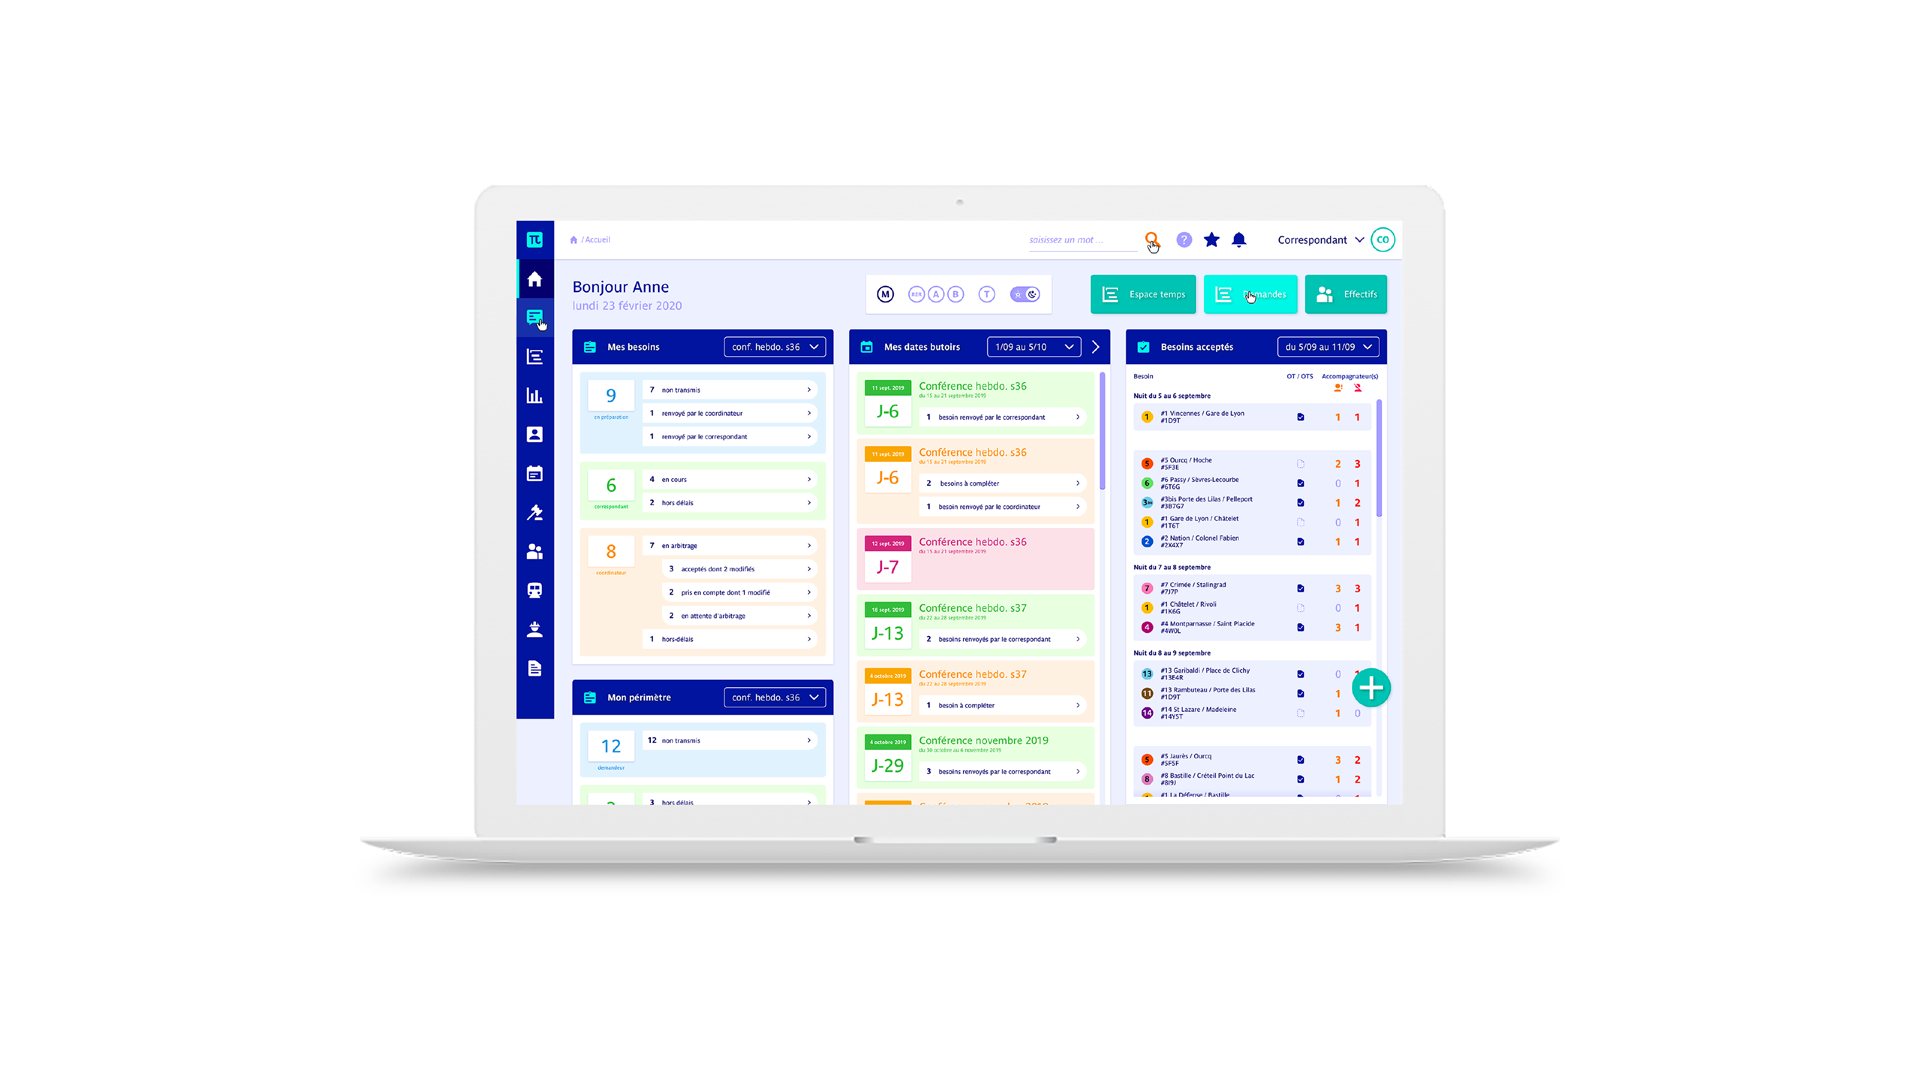 / Accueil
saisissez un mot ...
?
Correspondant
CO
Bonjour Anne
lundi 23 février 2020
M
RER
A
B
T
Espace temps
Effectifs
Mes besoins
conf. hebdo. s36
9
en préparation
7 non transmis
1 renvoyé par le coordinateur
1 renvoyé par le correspondant
6
correspondant
4 en cours
2 hors délais
8
coordinateur
7 en arbitrage
3 acceptés dont 2 modifiés
2 pris en compte dont 1 modifié
2 en attente d'arbitrage
1 hors-délais
Mon périmètre
conf. hebdo. s36
12
demandeur
12 non transmis
3 hors délais
Mes dates butoirs
1/09 au 5/10
11 sept. 2019
J-6
Conférence hebdo. s36
du 15 au 21 septembre 2019
1 besoin renvoyé par le correspondant
11 sept. 2019
J-6
Conférence hebdo. s36
du 15 au 21 septembre 2019
2 besoins à compléter
1 besoin renvoyé par le coordinateur
12 sept. 2019
J-7
Conférence hebdo. s36
du 15 au 21 septembre 2019
18 sept. 2019
J-13
Conférence hebdo. s37
du 22 au 28 septembre 2019
2 besoins renvoyés par le correspondant
4 octobre 2019
J-13
Conférence hebdo. s37
du 22 au 28 septembre 2019
1 besoin à compléter
4 octobre 2019
J-29
Conférence novembre 2019
du 30 octobre au 6 novembre 2019
3 besoins renvoyés par le correspondant
Besoins acceptés
du 5/09 au 11/09
Besoin OT / OTS Accompagnateur(s)
Nuit du 5 au 6 septembre
1 #1 Vincennes / Gare de Lyon 1 1
#1D9T
5 #5 Ourcq / Hoche 2 3
#5F3E
6 #6 Passy / Sèvres-Lecourbe 0 1
#6T6G
3bis #3bis Porte des Lilas / Pelleport 1 2
#3B7G7
1 #1 Gare de Lyon / Châtelet 0 1
#1T6T
2 #2 Nation / Colonel Fabien 1 1
#2X4X7
Nuit du 7 au 8 septembre
7 #7 Crimée / Stalingrad 3 3
#7J7P
1 #1 Châtelet / Rivoli 0 1
#1K6G
4 #4 Montparnasse / Saint Placide 3 1
#4W0L
Nuit du 8 au 9 septembre
13 #13 Garibaldi / Place de Clichy 0
#13E4R
11 #13 Rambuteau / Porte des Lilas 1
#1D9T
14 #14 St Lazare / Madeleine 1 0
#14Y5T
5 #5 Jaurès / Ourcq 3 2
#5F5F
8 #8 Bastille / Créteil Point du Lac 1 2
#8I9J
#1 La Défense / Bastille